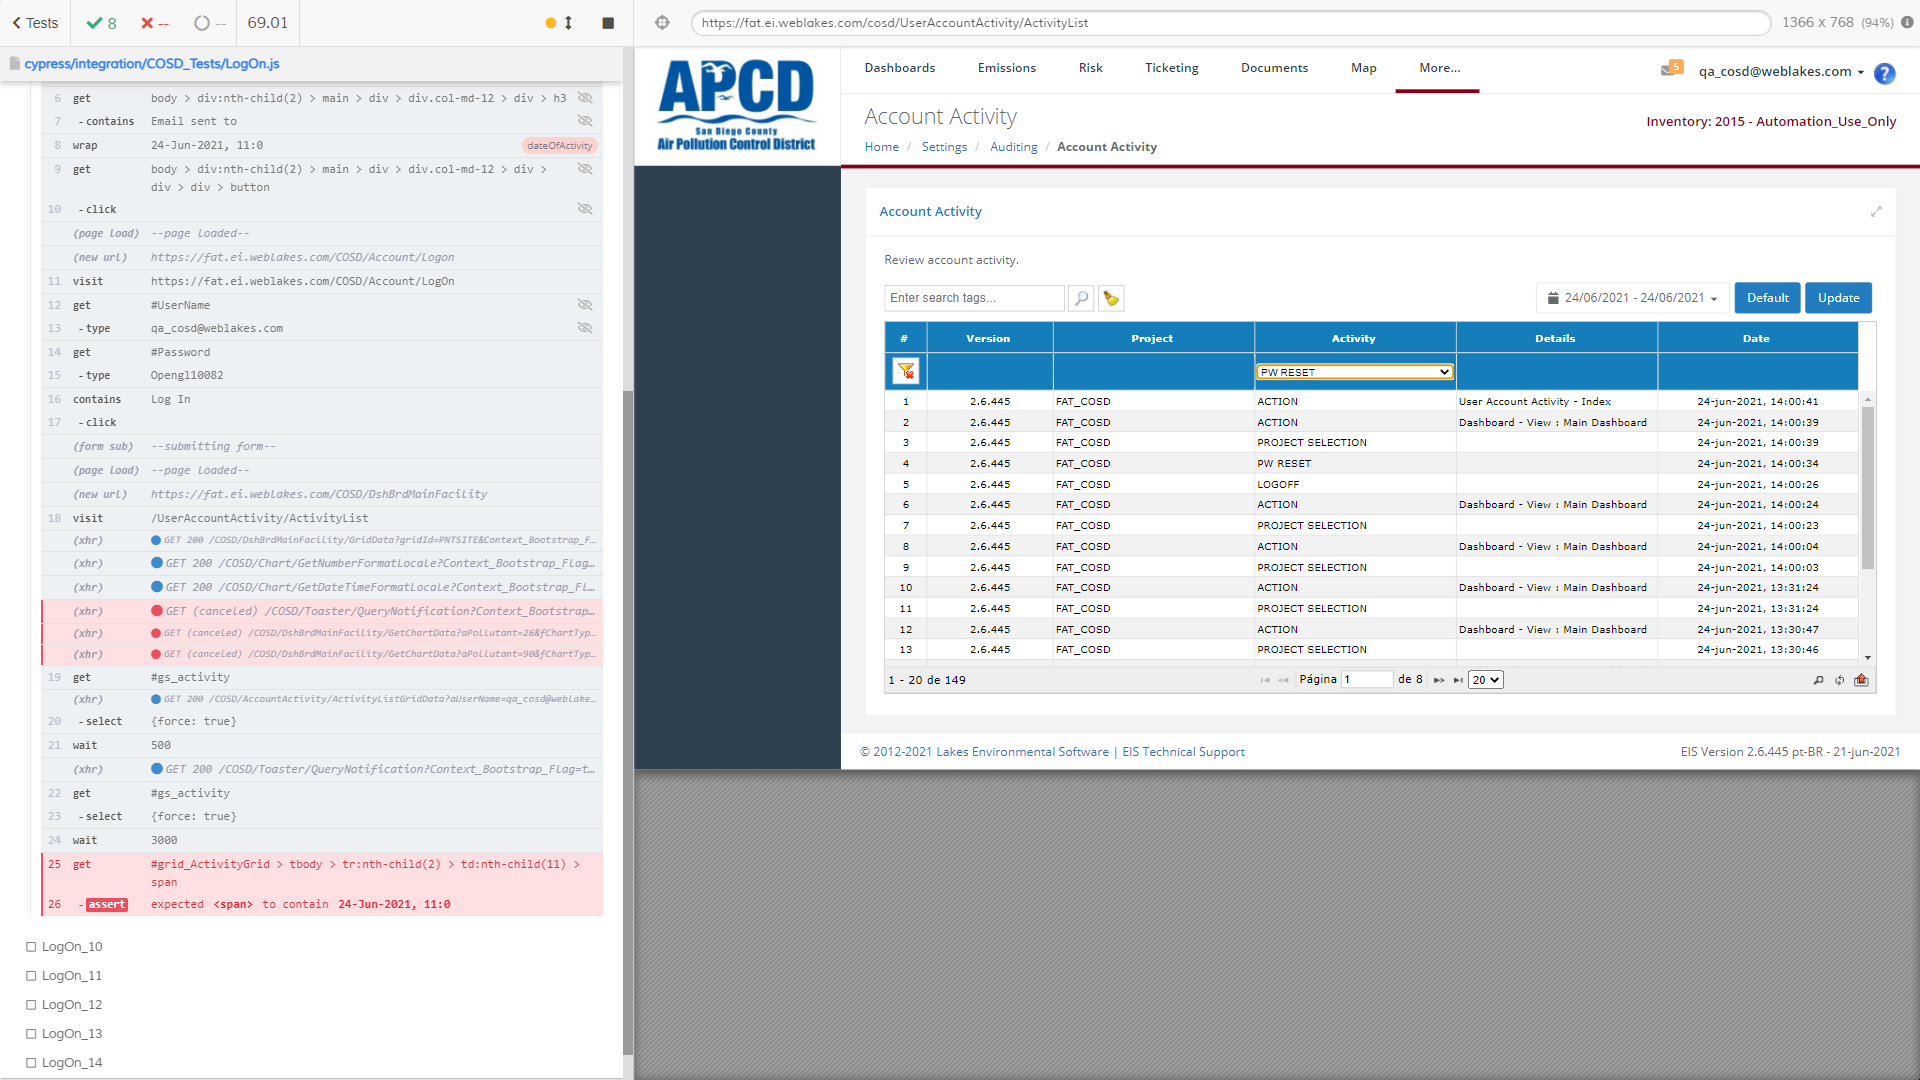 Tests
8
--
--
69.01
https://fat.ei.weblakes.com/cosd/UserAccountActivity/ActivityList
1366 x 768 (94%)
cypress/integration/COSD_Tests/LogOn.js
6 get body > div:nth-child(2) > main > div > div.col-md-12 > div > h3
7 -contains Email sent to
8 wrap 24-Jun-2021, 11:0 dateOfActivity
9 get body > div:nth-child(2) > main > div > div.col-md-12 > div >
div > div > button
10 -click
(page load) --page loaded--
(new url) https://fat.ei.weblakes.com/COSD/Account/Logon
11 visit https://fat.ei.weblakes.com/COSD/Account/LogOn
12 get #UserName
13 -type qa_cosd@weblakes.com
14 get #Password
15 -type Opengl10082
16 contains Log In
17 -click
(form sub) --submitting form--
(page load) --page loaded--
(new url) https://fat.ei.weblakes.com/COSD/DshBrdMainFacility
18 visit /UserAccountActivity/ActivityList
(xhr) GET 200 /COSD/DshBrdMainFacility/GridData?gridId=PNTSITE&Context_Bootstrap_F...
(xhr) GET 200 /COSD/Chart/GetNumberFormatLocale?Context_Bootstrap_Flag...
(xhr) GET 200 /COSD/Chart/GetDateTimeFormatLocale?Context_Bootstrap_Fl...
(xhr) GET (canceled) /COSD/Toaster/QueryNotification?Context_Bootstrap...
(xhr) GET (canceled) /COSD/DshBrdMainFacility/GetChartData?aPollutant=26&fChartTyp...
(xhr) GET (canceled) /COSD/DshBrdMainFacility/GetChartData?aPollutant=90&fChartTyp...
19 get #gs_activity
(xhr) GET 200 /COSD/AccountActivity/ActivityListGridData?aUserName=qa_cosd@weblake...
20 -select {force: true}
21 wait 500
(xhr) GET 200 /COSD/Toaster/QueryNotification?Context_Bootstrap_Flag=t...
22 get #gs_activity
23 -select {force: true}
24 wait 3000
25 get #grid_ActivityGrid > tbody > tr:nth-child(2) > td:nth-child(11) >
span
26 -assert expected <span> to contain 24-Jun-2021, 11:0
LogOn_10
LogOn_11
LogOn_12
LogOn_13
LogOn_14
APCD
San Diego County
Air Pollution Control District
Dashboards Emissions Risk Ticketing Documents Map More...
5 qa_cosd@weblakes.com ?
Account Activity
Inventory: 2015 - Automation_Use_Only
Home / Settings / Auditing / Account Activity
Account Activity
Review account activity.
Enter search tags...
24/06/2021 - 24/06/2021 Default Update
# Version Project Activity Details Date
PW RESET
1 2.6.445 FAT_COSD ACTION User Account Activity - Index 24-jun-2021, 14:00:41
2 2.6.445 FAT_COSD ACTION Dashboard - View : Main Dashboard 24-jun-2021, 14:00:39
3 2.6.445 FAT_COSD PROJECT SELECTION 24-jun-2021, 14:00:39
4 2.6.445 FAT_COSD PW RESET 24-jun-2021, 14:00:34
5 2.6.445 FAT_COSD LOGOFF 24-jun-2021, 14:00:26
6 2.6.445 FAT_COSD ACTION Dashboard - View : Main Dashboard 24-jun-2021, 14:00:24
7 2.6.445 FAT_COSD PROJECT SELECTION 24-jun-2021, 14:00:23
8 2.6.445 FAT_COSD ACTION Dashboard - View : Main Dashboard 24-jun-2021, 14:00:04
9 2.6.445 FAT_COSD PROJECT SELECTION 24-jun-2021, 14:00:03
10 2.6.445 FAT_COSD ACTION Dashboard - View : Main Dashboard 24-jun-2021, 13:31:24
11 2.6.445 FAT_COSD PROJECT SELECTION 24-jun-2021, 13:31:24
12 2.6.445 FAT_COSD ACTION Dashboard - View : Main Dashboard 24-jun-2021, 13:30:47
13 2.6.445 FAT_COSD PROJECT SELECTION 24-jun-2021, 13:30:46
1 - 20 de 149 Página 1 de 8 20
© 2012-2021 Lakes Environmental Software | EIS Technical Support
EIS Version 2.6.445 pt-BR - 21-jun-2021